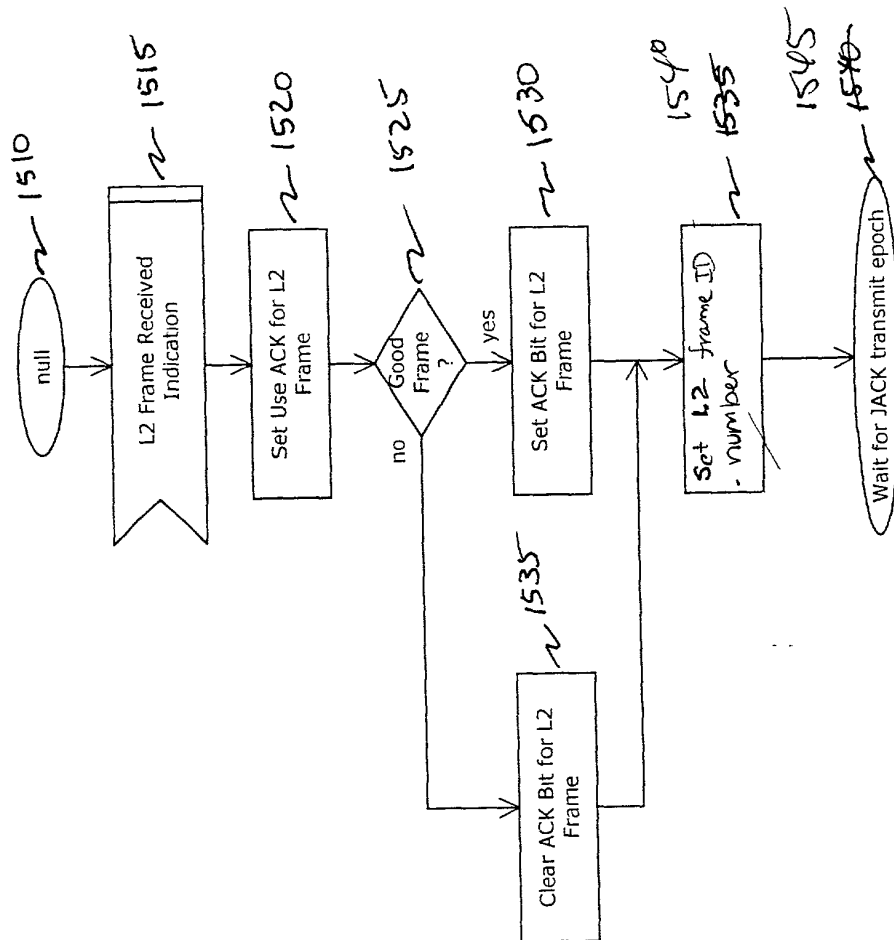 null
1510
L2 Frame Received
Indication
1515
Set Use ACK for L2
Frame
1520
Good
Frame
?
1525
no
yes
Set ACK Bit for L2
Frame
1530
Clear ACK Bit for L2
Frame
1535
Set L2 frame ID
- number
1540
1535
Wait for JACK transmit epoch
1545
1540